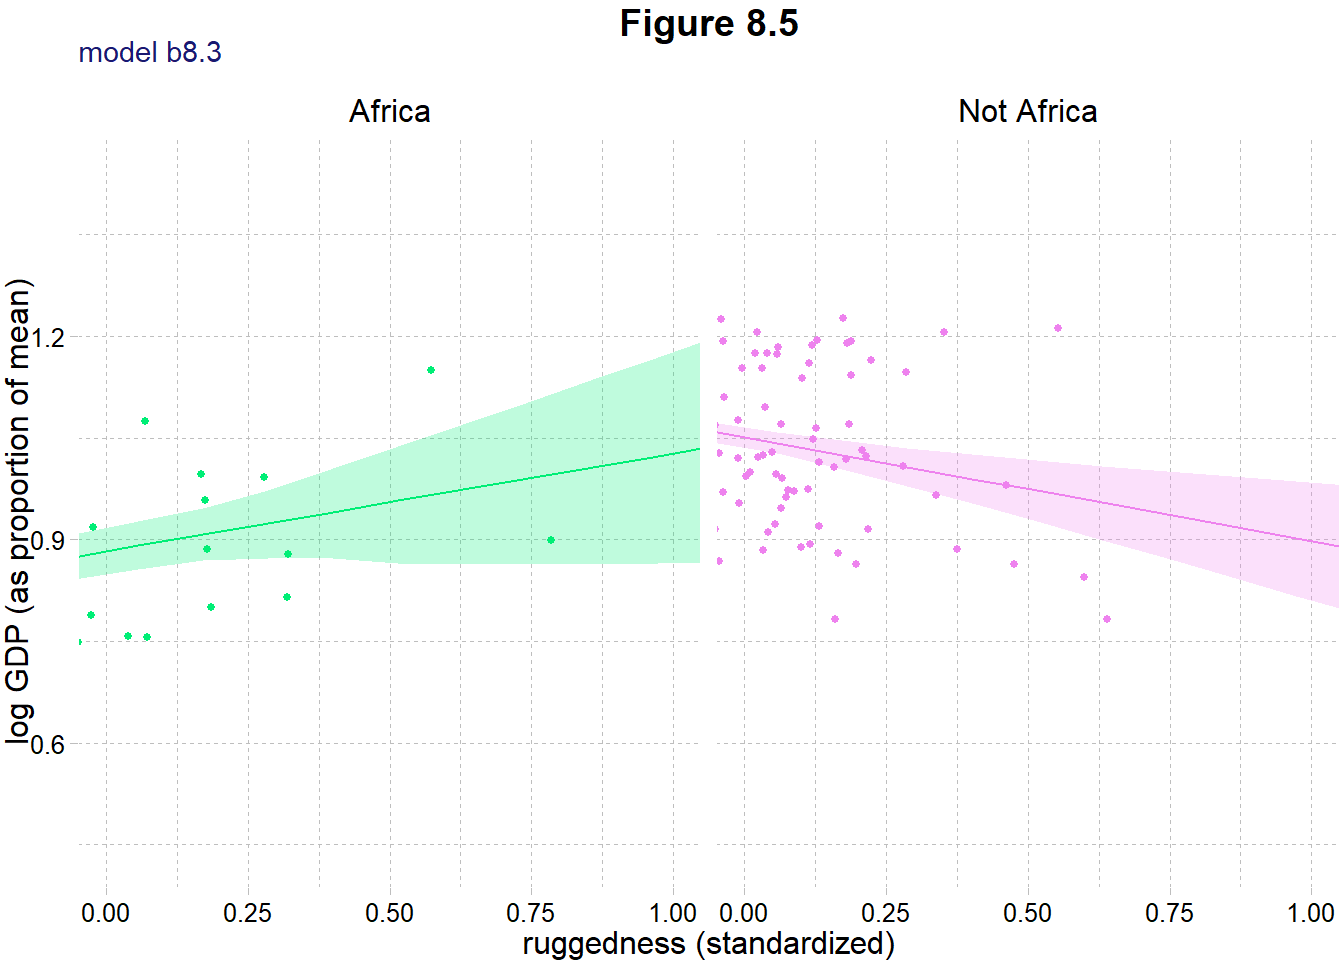 Figure 8.5
model b8.3
Africa
Not Africa
log GDP (as proportion of mean)
1.2
0.9
0.6
0.00 0.25 0.50 0.75 1.00 0.00 0.25 0.50 0.75 1.00
ruggedness (standardized)